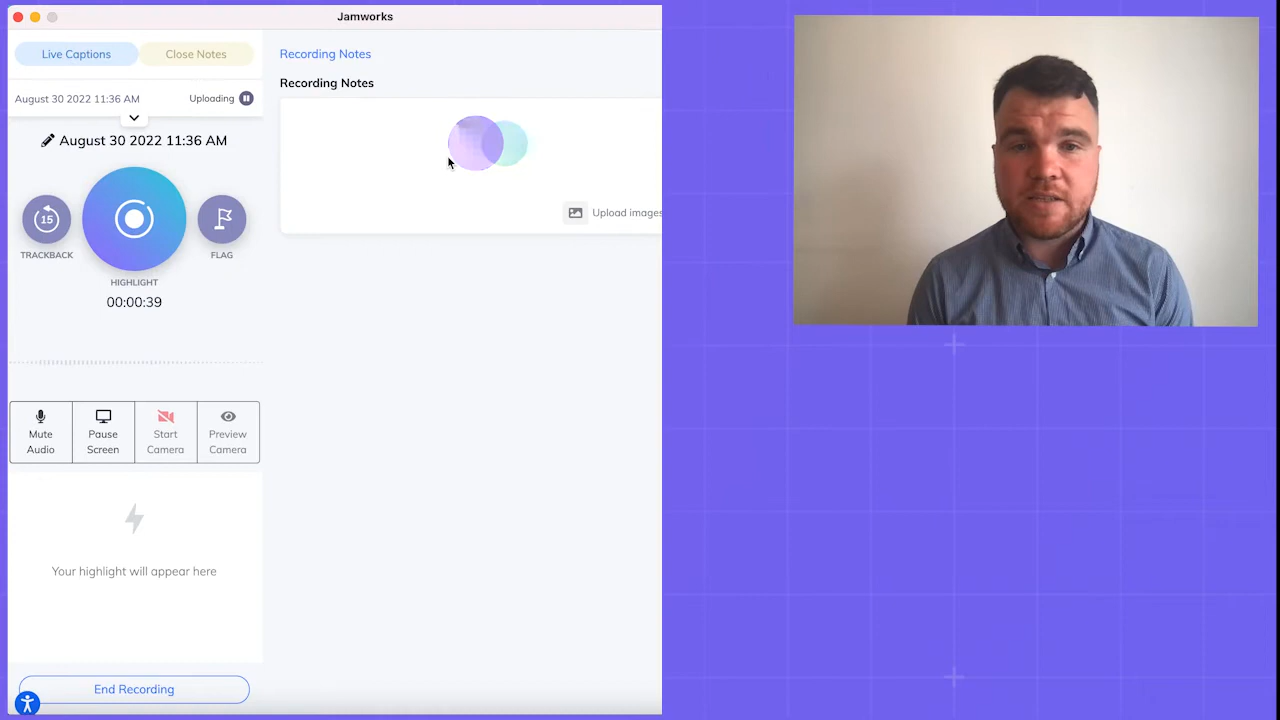 Jamworks
Live Captions
Close Notes
Recording Notes
August 30 2022 11:36 AM
Uploading
Recording Notes
August 30 2022 11:36 AM
15
TRACKBACK
HIGHLIGHT
FLAG
00:00:39
Upload images
Mute Audio
Pause Screen
Start Camera
Preview Camera
Your highlight will appear here
End Recording